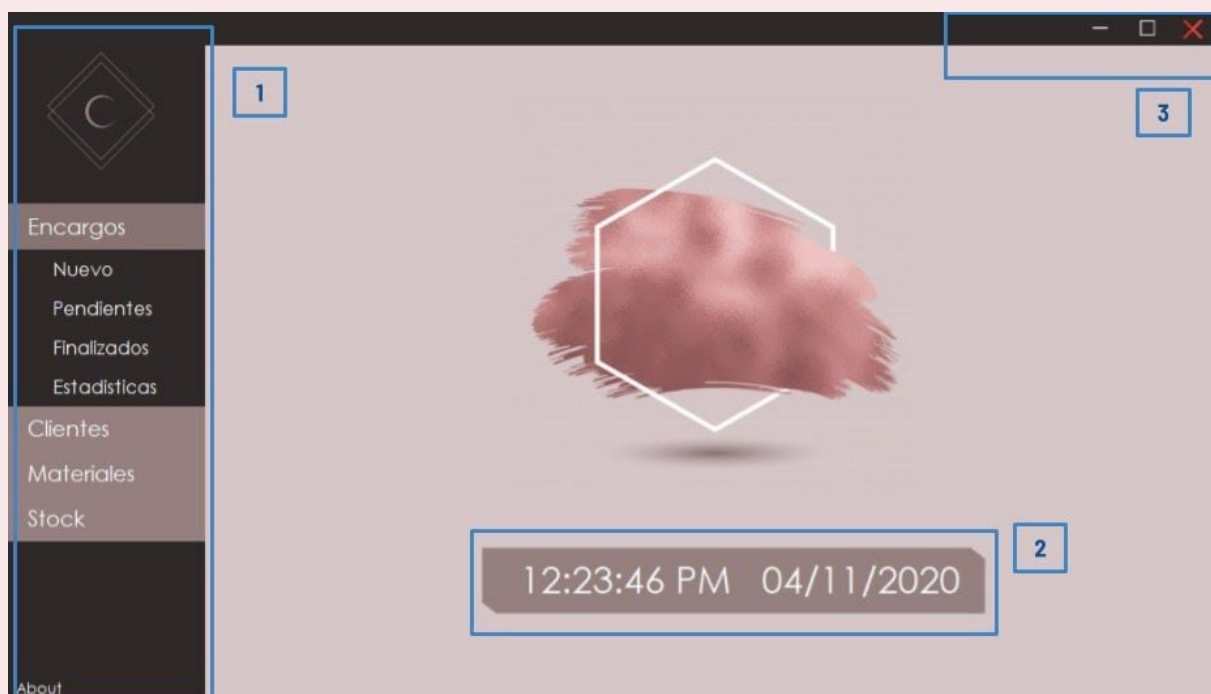 1
3
Encargos
Nuevo
Pendientes
Finalizados
Estadisticas
Clientes
Materiales
Stock
2
12:23:46 PM 04/11/2020
About